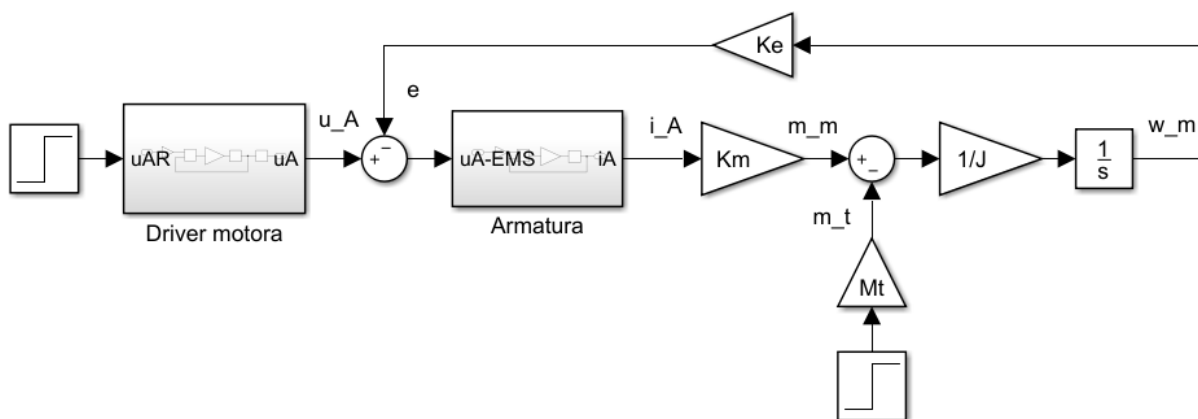 Ke
e
u_A
i_A
m_m
w_m
uAR
uA
+
−
uA-EMS
iA
Km
+
−
1/J
1
s
Driver motora
Armatura
m_t
Mt